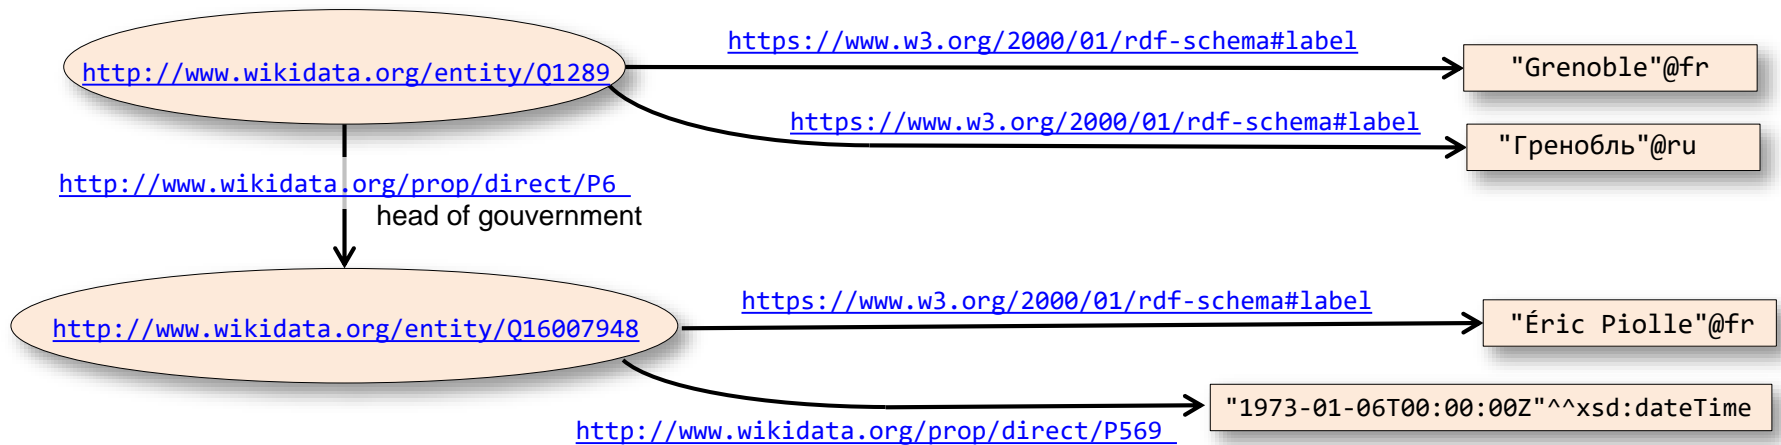 https://www.w3.org/2000/01/rdf-schema#label
http://www.wikidata.org/entity/Q1289
"Grenoble"@fr
https://www.w3.org/2000/01/rdf-schema#label
"Гренобль"@ru
http://www.wikidata.org/prop/direct/P6
head of gouvernment
https://www.w3.org/2000/01/rdf-schema#label
http://www.wikidata.org/entity/Q16007948
"Éric Piolle"@fr
"1973-01-06T00:00:00Z"^^xsd:dateTime
http://www.wikidata.org/prop/direct/P569